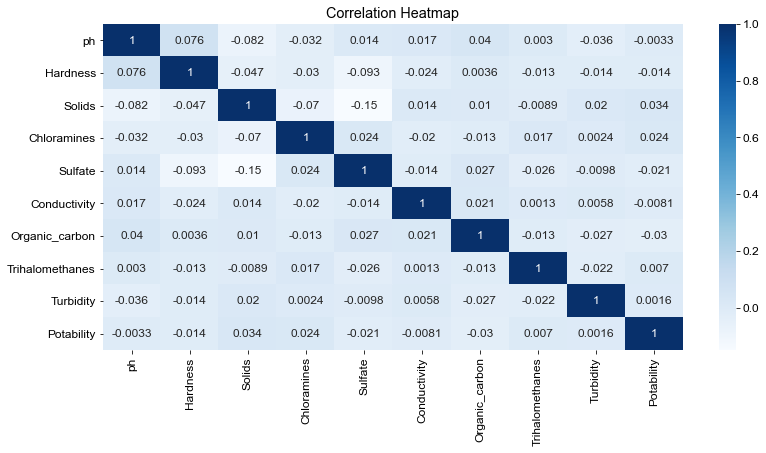 Correlation Heatmap
ph 1 0.076 -0.082 -0.032 0.014 0.017 0.04 0.003 -0.036 -0.0033
Hardness 0.076 1 -0.047 -0.03 -0.093 -0.024 0.0036 -0.013 -0.014 -0.014
Solids -0.082 -0.047 1 -0.07 -0.15 0.014 0.01 -0.0089 0.02 0.034
Chloramines -0.032 -0.03 -0.07 1 0.024 -0.02 -0.013 0.017 0.0024 0.024
Sulfate 0.014 -0.093 -0.15 0.024 1 -0.014 0.027 -0.026 -0.0098 -0.021
Conductivity 0.017 -0.024 0.014 -0.02 -0.014 1 0.021 0.0013 0.0058 -0.0081
Organic_carbon 0.04 0.0036 0.01 -0.013 0.027 0.021 1 -0.013 -0.027 -0.03
Trihalomethanes 0.003 -0.013 -0.0089 0.017 -0.026 0.0013 -0.013 1 -0.022 0.007
Turbidity -0.036 -0.014 0.02 0.0024 -0.0098 0.0058 -0.027 -0.022 1 0.0016
Potability -0.0033 -0.014 0.034 0.024 -0.021 -0.0081 -0.03 0.007 0.0016 1
ph
Hardness
Solids
Chloramines
Sulfate
Conductivity
Organic_carbon
Trihalomethanes
Turbidity
Potability
1.0
0.8
0.6
0.4
0.2
0.0